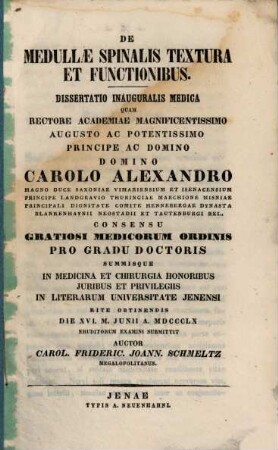 DE
MEDULLÆ SPINALIS TEXTURA
ET FUNCTIONIBUS.
DISSERTATIO INAUGURALIS MEDICA
QUAM
RECTORE ACADEMIAE MAGNIFICENTISSIMO
AUGUSTO AC POTENTISSIMO
PRINCIPE AC DOMINO
DOMINO
CAROLO ALEXANDRO
MAGNO DUCE SAXONIAE VIMARIENSIUM ET ISENACENSIUM
PRINCIPE LANDGRAVIO THURINGIAE MARCHIONE MISNIAE
PRINCIPALI DIGNITATE COMITE HENNEBERGAE DYNASTA
BLANKENHAYNII NEOSTADII ET TAUTENBURGI REL.
CONSENSU
GRATIOSI MEDICORUM ORDINIS
PRO GRADU DOCTORIS
SUMMISQUE
IN MEDICINA ET CHIRURGIA HONORIBUS
JURIBUS ET PRIVILEGIIS
IN LITERARUM UNIVERSITATE JENENSI
RITE OBTINENDIS
DIE XVI. M. JUNII A. MDCCCLX
ERUDITORUM EXAMINI SUBMITTIT
AUCTOR
CAROL. FRIDERIC. JOANN. SCHMELTZ
MEGALOPOLITANUS.
JENAE
TYPIS A. NEUENHAHNI.